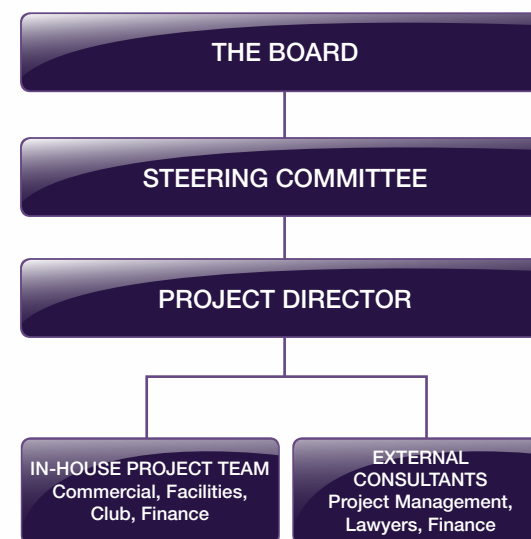 THE BOARD
STEERING COMMITTEE
PROJECT DIRECTOR
IN-HOUSE PROJECT TEAM
Commercial, Facilities,
Club, Finance
EXTERNAL
CONSULTANTS
Project Management,
Lawyers, Finance